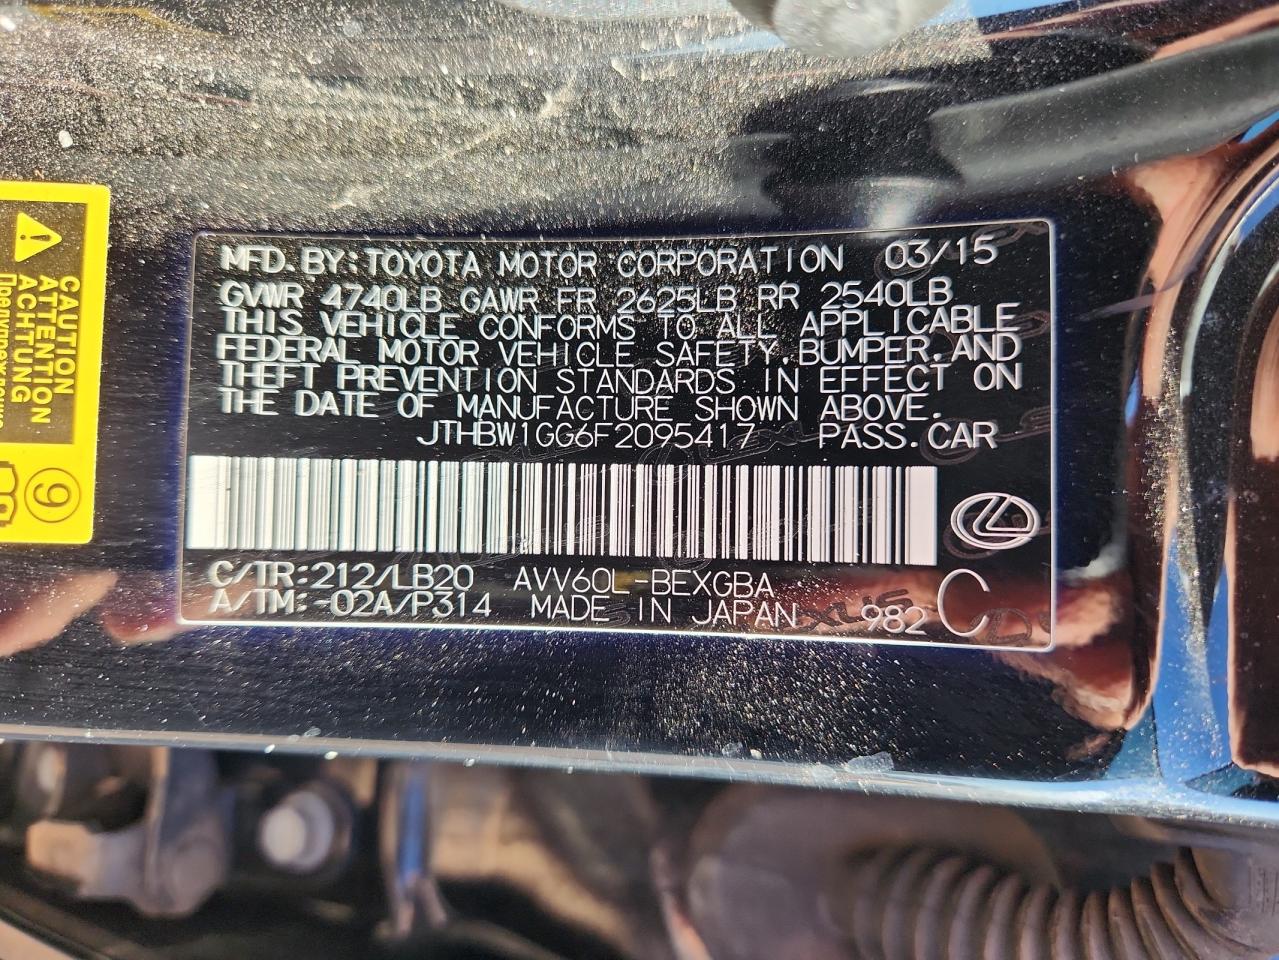 MFD.BY:TOYOTA MOTOR CORPORATION 03/15
GVWR 4740LB GAWR FR 2625LB RR 2540LB
THIS VEHICLE CONFORMS TO ALL APPLICABLE
FEDERAL MOTOR VEHICLE SAFETY,BUMPER,AND
THEFT PREVENTION STANDARDS IN EFFECT ON
THE DATE OF MANUFACTURE SHOWN ABOVE.
JTHBW1GG6F2095417 PASS.CAR
C/TR:212/LB20 AVV60L-BEXGBA C
A/TM:-02A/P314 MADE IN JAPAN 982
CAUTION
ATTENTION
ACHTUNG
9